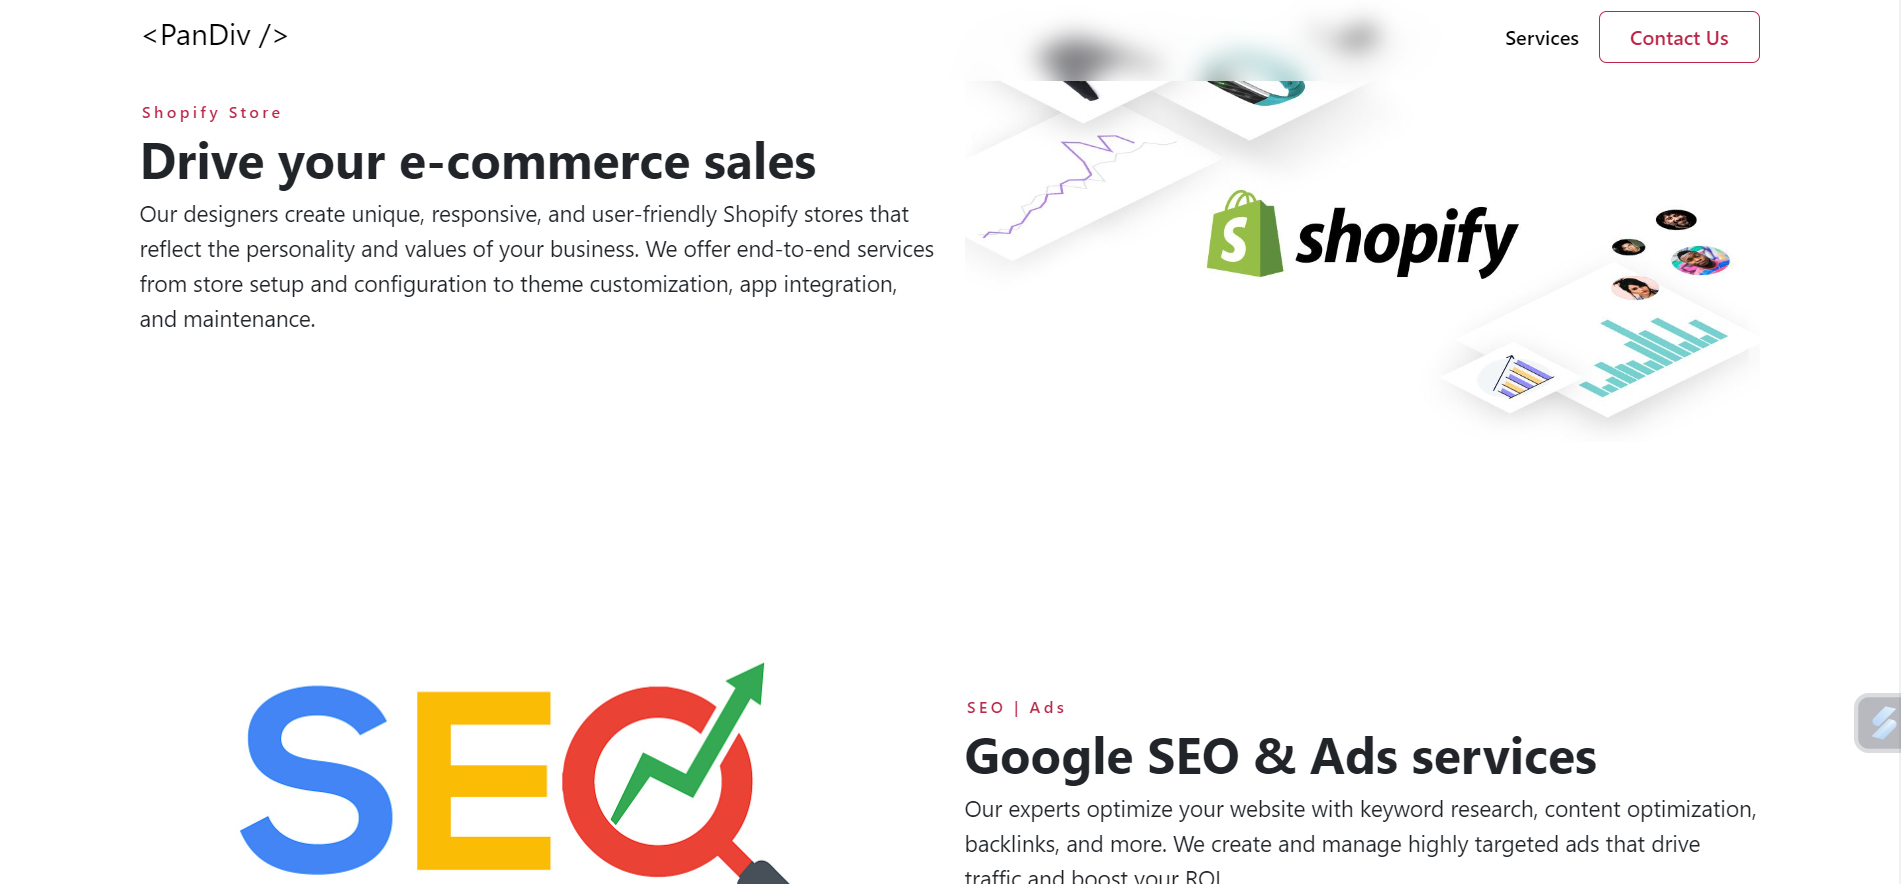 <PanDiv />
Services
Contact Us
Shopify Store
Drive your e-commerce sales
Our designers create unique, responsive, and user-friendly Shopify stores that
reflect the personality and values of your business. We offer end-to-end services
from store setup and configuration to theme customization, app integration,
and maintenance.
S
shopify
SEO
SEO | Ads
Google SEO & Ads services
Our experts optimize your website with keyword research, content optimization,
backlinks, and more. We create and manage highly targeted ads that drive
traffic and boost your ROI.